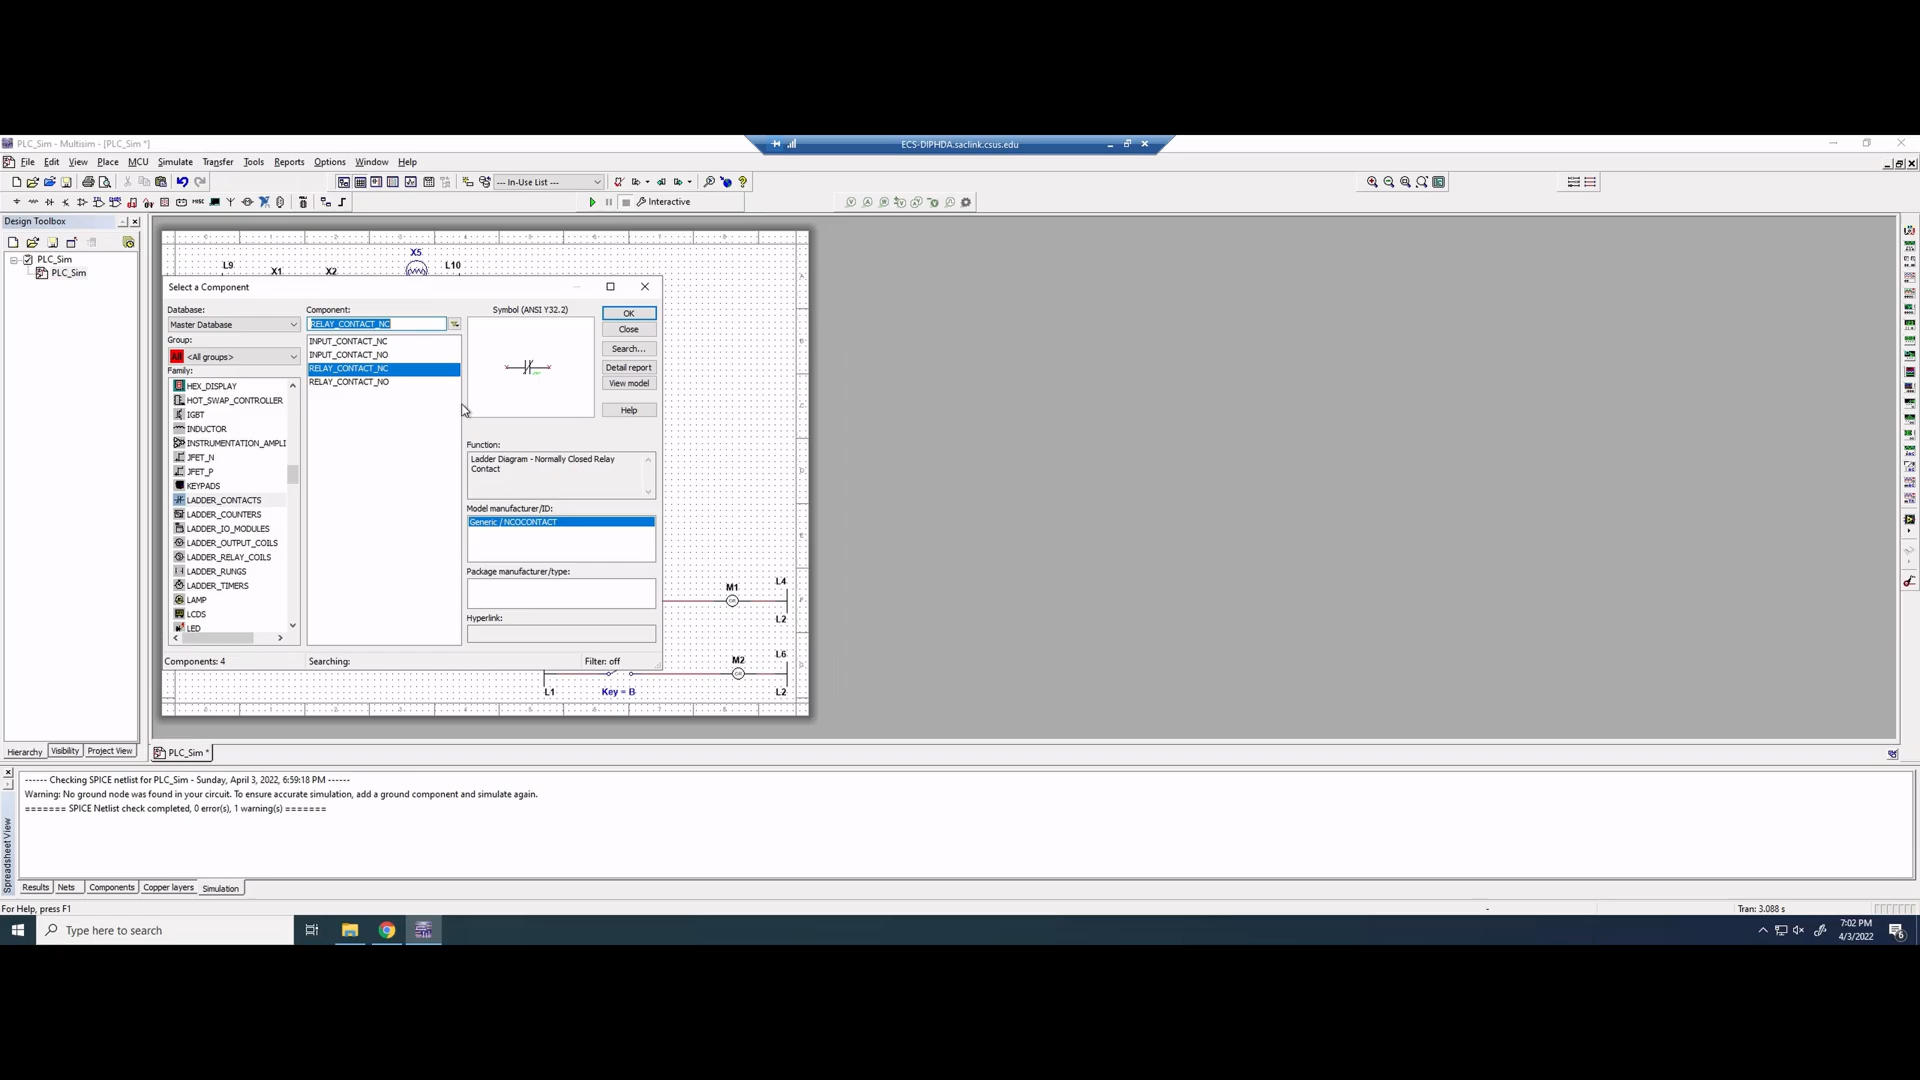 PLC_Sim - Multisim - [PLC_Sim *]
ECS-DIPHDA.saclink.csus.edu
File Edit View Place MCU Simulate Transfer Tools Reports Options Window Help
--- In-Use List ---
Interactive
Design Toolbox
PLC_Sim
PLC_Sim
X5
L9 X1 X2 L10
Select a Component
Database:
Master Database
Group:
All <All groups>
Family:
HEX_DISPLAY
HOT_SWAP_CONTROLLER
IGBT
INDUCTOR
INSTRUMENTATION_AMPLI
JFET_N
JFET_P
KEYPADS
LADDER_CONTACTS
LADDER_COUNTERS
LADDER_IO_MODULES
LADDER_OUTPUT_COILS
LADDER_RELAY_COILS
LADDER_RUNGS
LADDER_TIMERS
LAMP
LCDS
LED
Component:
RELAY_CONTACT_NC
INPUT_CONTACT_NC
INPUT_CONTACT_NO
RELAY_CONTACT_NC
RELAY_CONTACT_NO
Symbol (ANSI Y32.2)
OK
Close
Search...
Detail report
View model
Help
Function:
Ladder Diagram - Normally Closed Relay
Contact
Model manufacturer/ID:
Generic / NCOCONTACT
Package manufacturer/type:
Hyperlink:
Components: 4 Searching: Filter: off
M1 L4
L2
M2 L6
L1 Key = B L2
Hierarchy Visibility Project View
PLC_Sim *
------ Checking SPICE netlist for PLC_Sim - Sunday, April 3, 2022, 6:59:18 PM ------
Warning: No ground node was found in your circuit. To ensure accurate simulation, add a ground component and simulate again.
======= SPICE Netlist check completed, 0 error(s), 1 warning(s) =======
Spreadsheet View
Results Nets Components Copper layers Simulation
For Help, press F1
-
Tran: 3.088 s
Type here to search
7:02 PM
4/3/2022
6